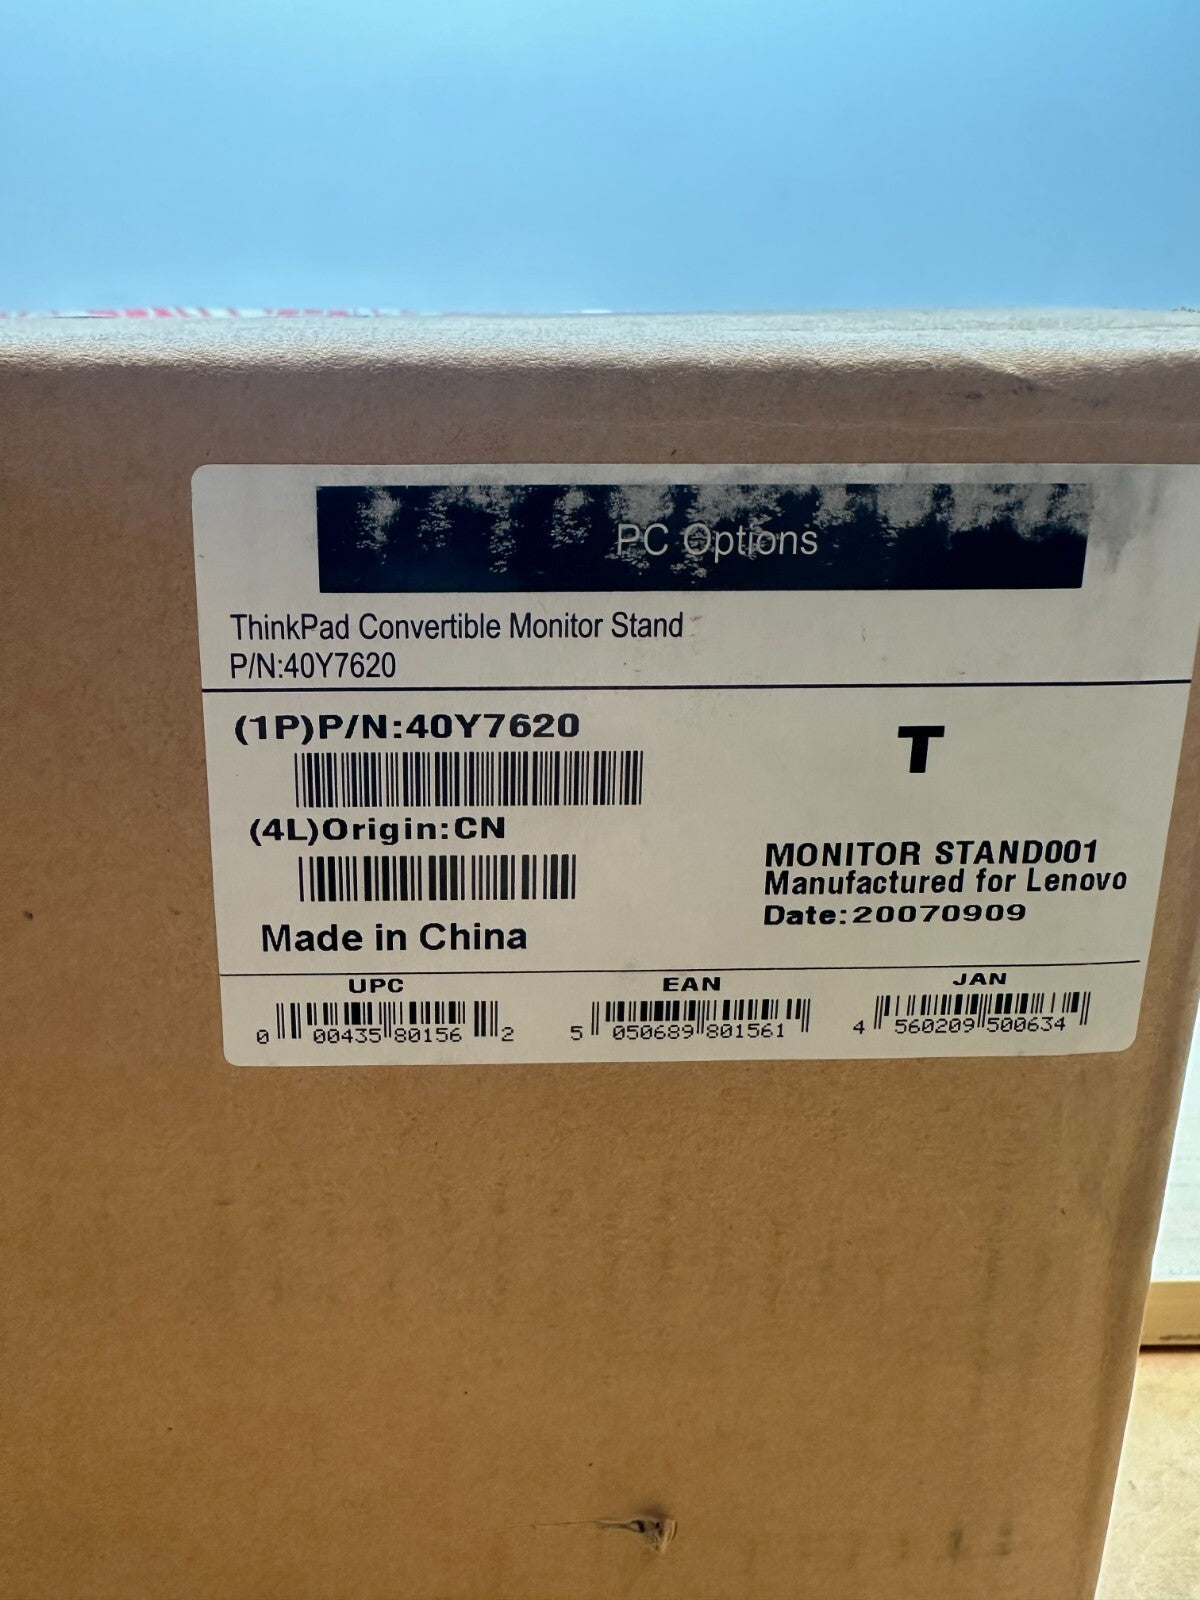 PC Options
ThinkPad Convertible Monitor Stand
P/N:40Y7620
(1P)P/N:40Y7620
T
(4L)Origin:CN
MONITOR STAND001
Manufactured for Lenovo
Date:20070909
Made in China
UPC EAN JAN
0 00435 80156 2 5 050689 801561 4 560209 500634